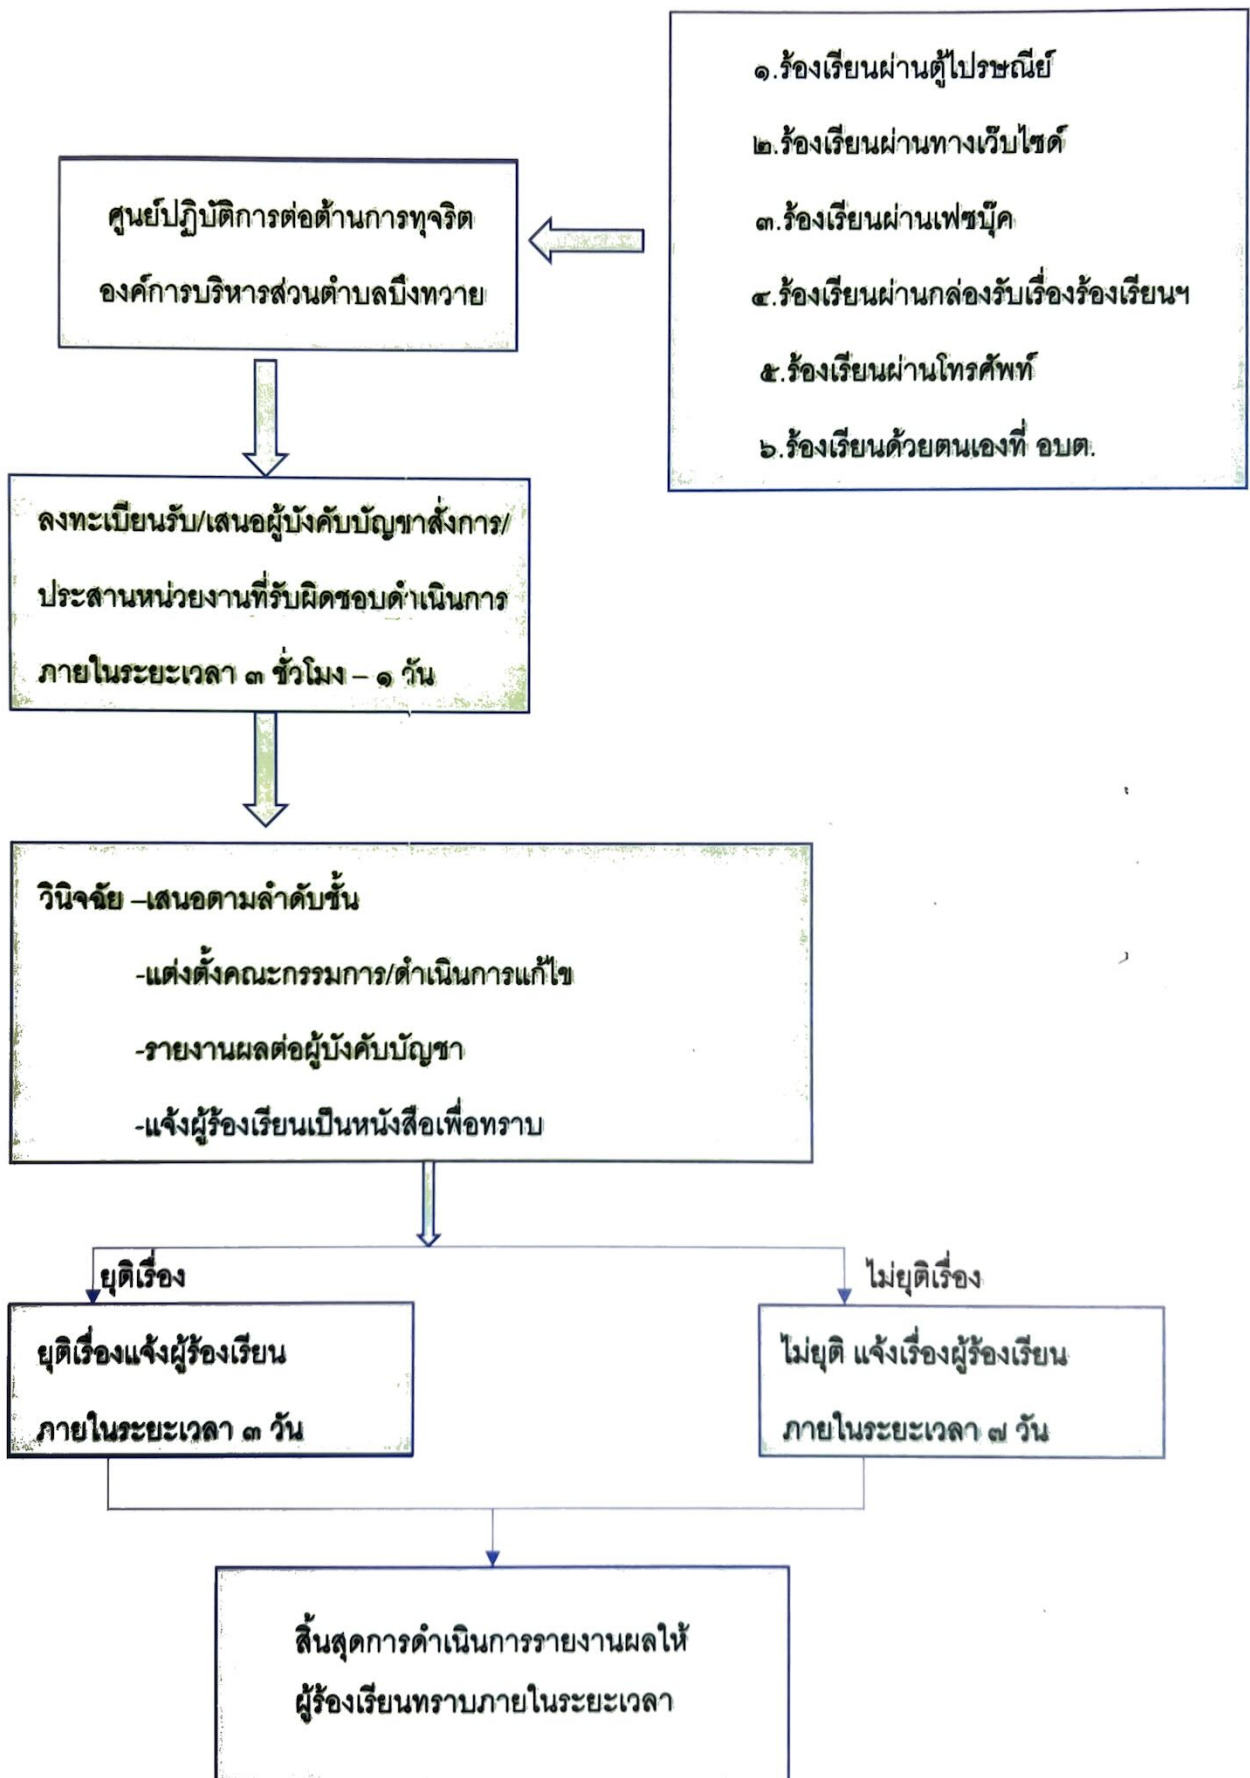 ๑.ร้องเรียนผ่านตู้ไปรษณีย์
๒.ร้องเรียนผ่านทางเว็บไซด์
๓.ร้องเรียนผ่านเฟซบุ๊ค
๔.ร้องเรียนผ่านกล่องรับเรื่องร้องเรียนฯ
๕.ร้องเรียนผ่านโทรศัพท์
๖.ร้องเรียนด้วยตนเองที่ อบต.
ศูนย์ปฏิบัติการต่อต้านการทุจริต
องค์การบริหารส่วนตำบลบึงทวาย
ลงทะเบียนรับ/เสนอผู้บังคับบัญชาสั่งการ/
ประสานหน่วยงานที่รับผิดชอบดำเนินการ
ภายในระยะเวลา ๓ ชั่วโมง – ๑ วัน
วินิจฉัย –เสนอตามลำดับชั้น
-แต่งตั้งคณะกรรมการ/ดำเนินการแก้ไข
-รายงานผลต่อผู้บังคับบัญชา
-แจ้งผู้ร้องเรียนเป็นหนังสือเพื่อทราบ
ยุติเรื่อง
ไม่ยุติเรื่อง
ยุติเรื่องแจ้งผู้ร้องเรียน
ภายในระยะเวลา ๓ วัน
ไม่ยุติ แจ้งเรื่องผู้ร้องเรียน
ภายในระยะเวลา ๗ วัน
สิ้นสุดการดำเนินการรายงานผลให้
ผู้ร้องเรียนทราบภายในระยะเวลา